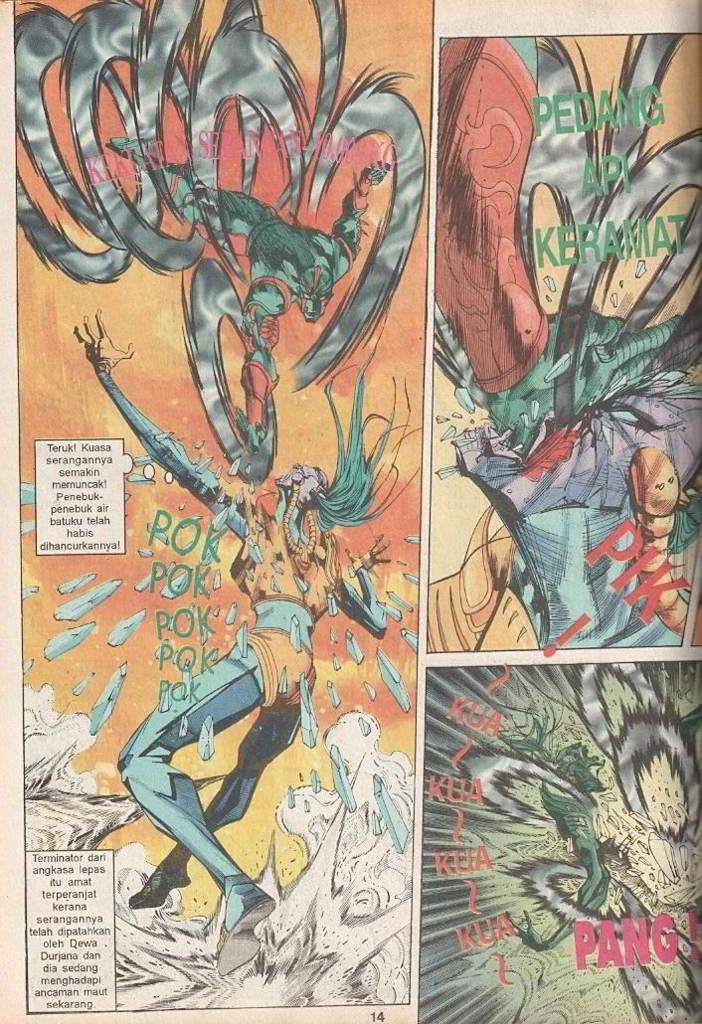 Teruk! Kuasa
serangannya
semakin
memuncak!
Penebuk-
penebuk air
batuku telah
habis
dihancurkannya!
POK
POK
POK
POK
POK
Terminator dari
angkasa lepas
itu amat
terperanjat
kerana
serangannya
telah dipatahkan
oleh Dewa
Durjana dan
dia sedang
menghadapi
ancaman maut
sekarang.
PEDANG
API
KERAMAT
PIK
!
KUA
KUA
KUA
KUA
PANG!
14